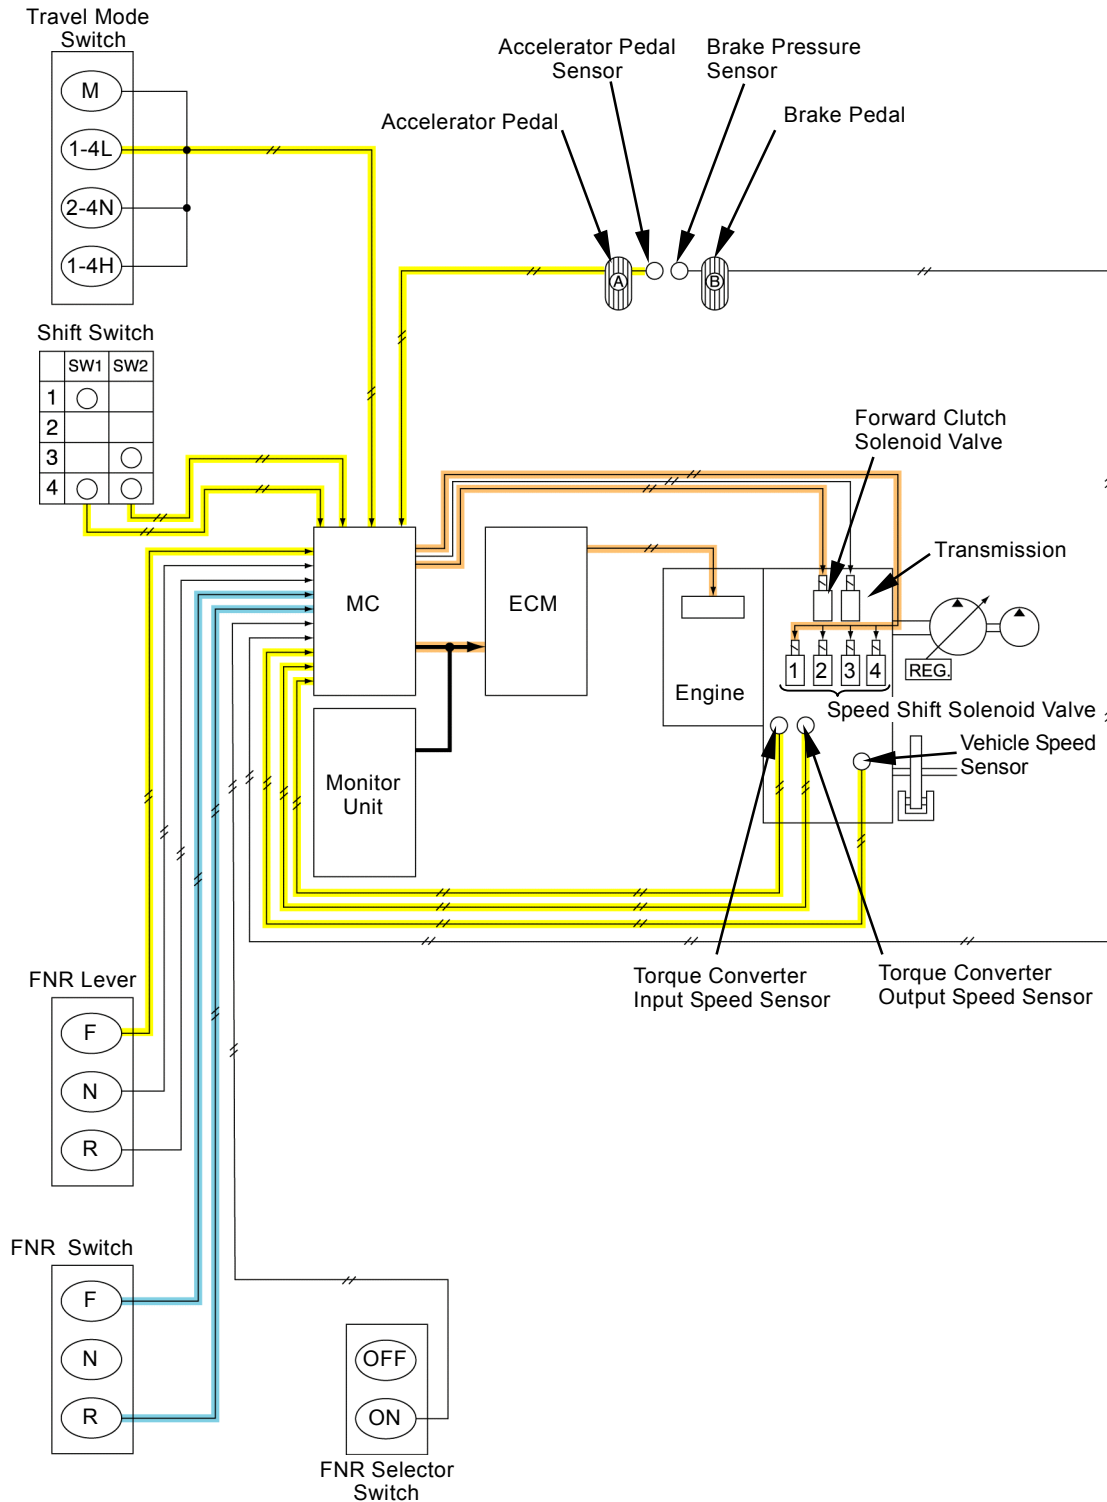 Travel Mode
Switch
M
1-4L
2-4N
1-4H
Accelerator Pedal
Sensor
Brake Pressure
Sensor
Accelerator Pedal
Brake Pedal
A
B
Shift Switch
SW1 SW2
1
2
3
4
Forward Clutch
Solenoid Valve
Transmission
MC
ECM
Engine
1 2 3 4
REG.
Speed Shift Solenoid Valve
Vehicle Speed
Sensor
Monitor
Unit
Torque Converter
Input Speed Sensor
Torque Converter
Output Speed Sensor
FNR Lever
F
N
R
FNR Switch
F
N
R
OFF
ON
FNR Selector
Switch